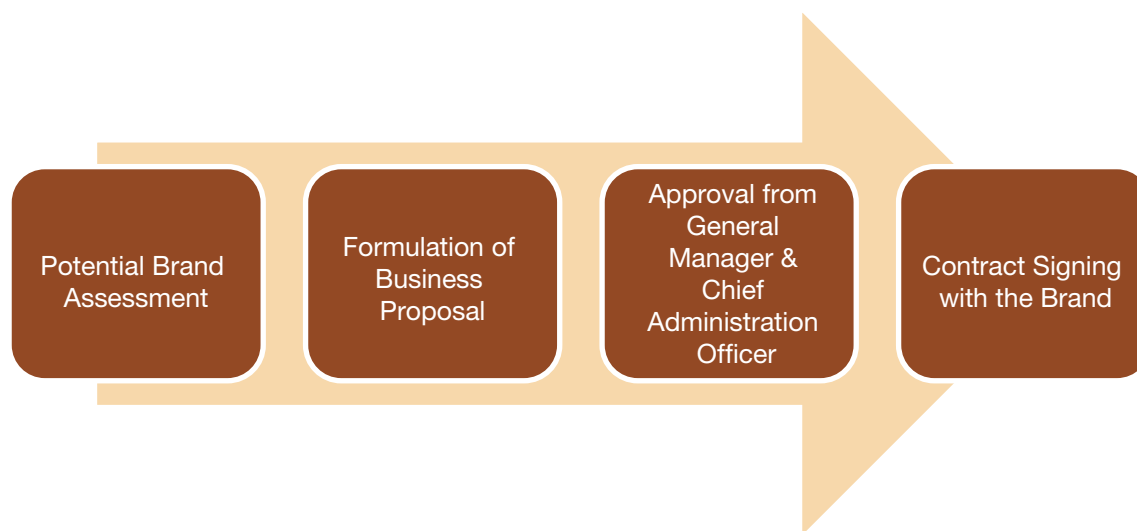 Potential Brand
Assessment
Formulation of
Business
Proposal
Approval from
General
Manager &
Chief
Administration
Officer
Contract Signing
with the Brand